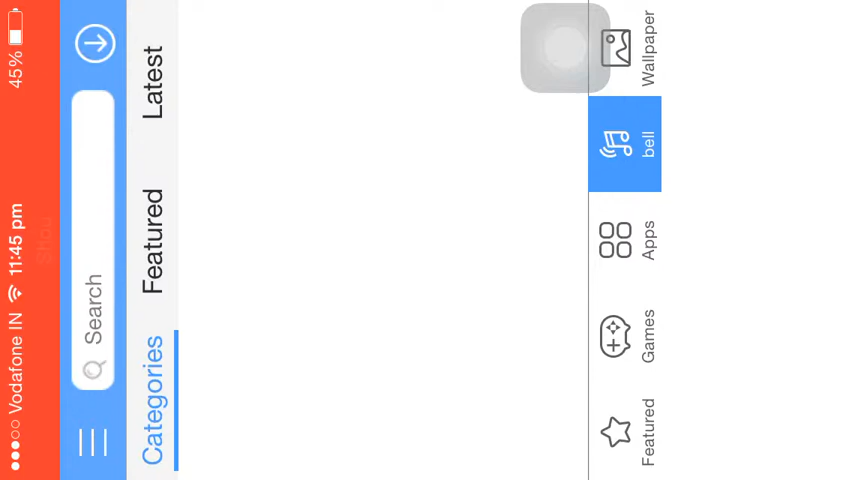 Vodafone IN 11:45 pm 45%
Search
Categories Featured Latest
Featured Games Apps bell Wallpaper